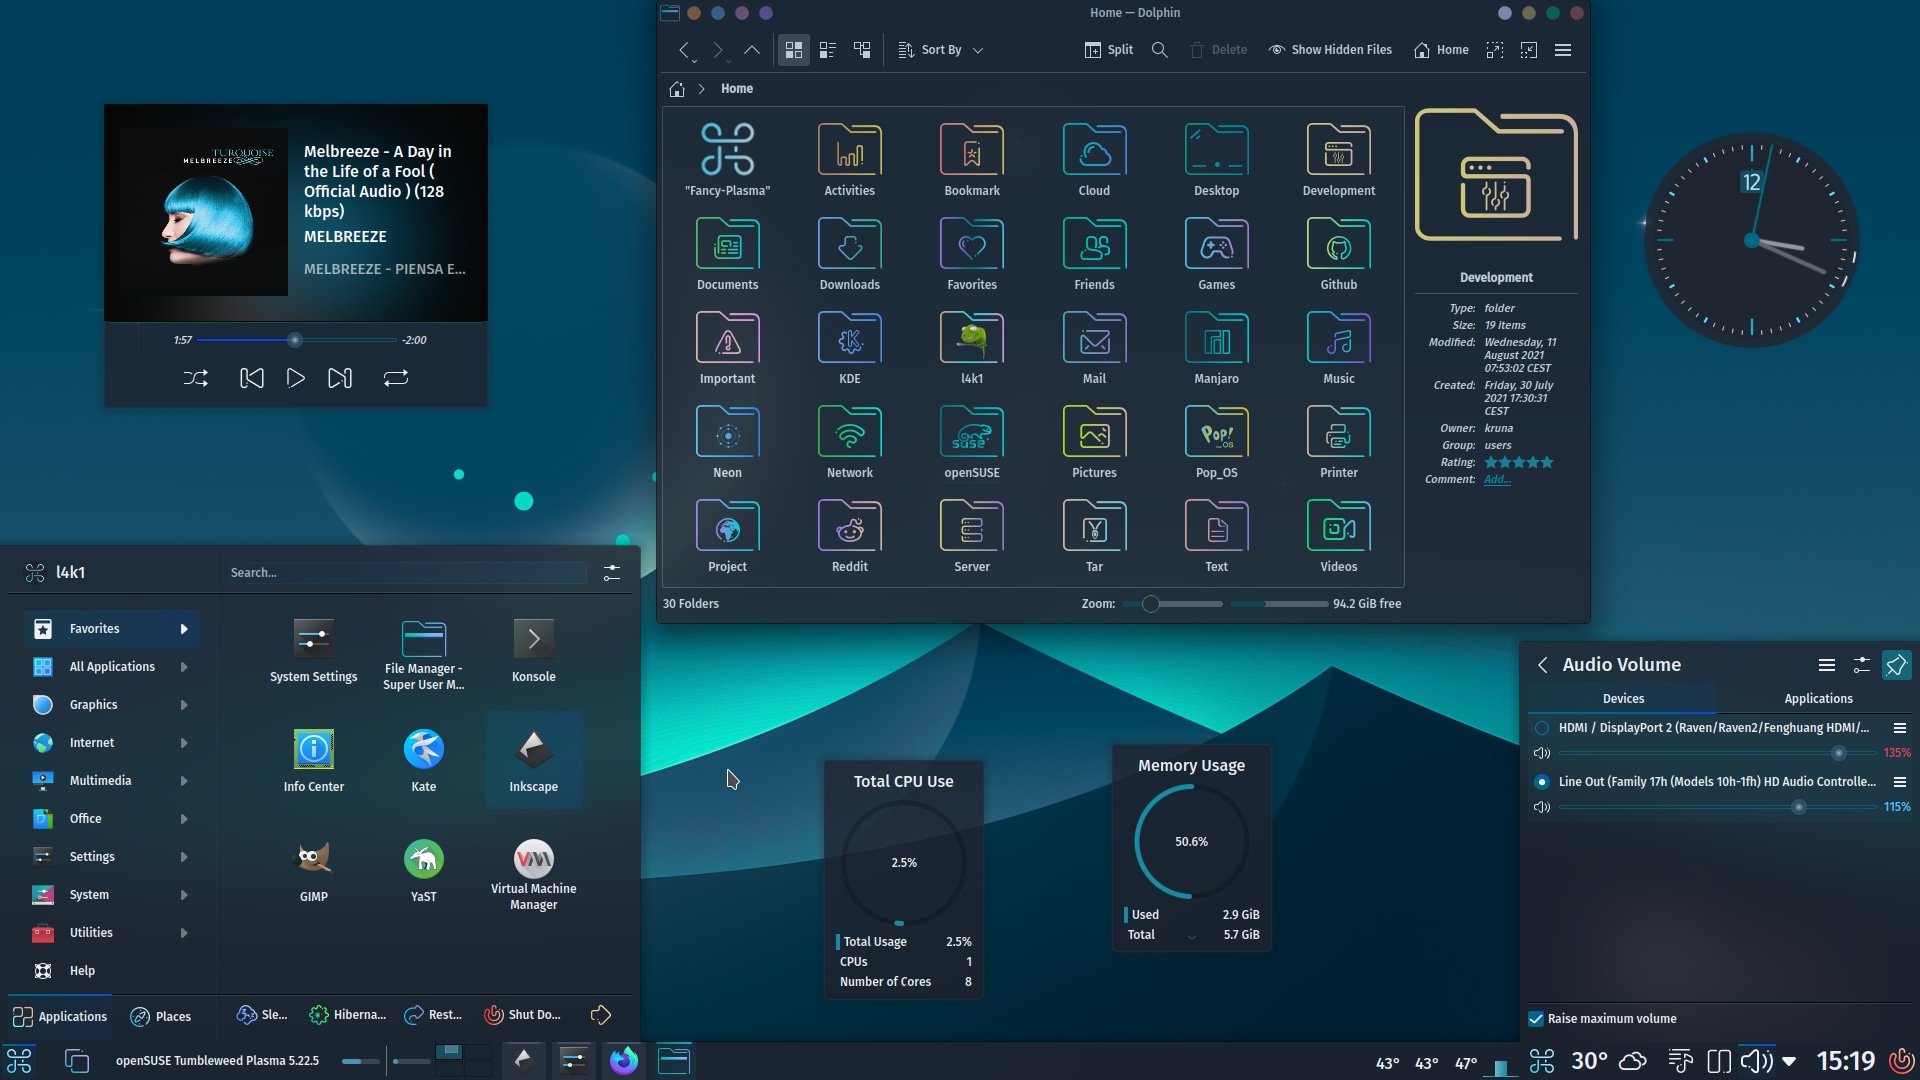 Home — Dolphin
Sort By
Split
Delete
Show Hidden Files
Home
Home
"Fancy-Plasma"
Activities
Bookmark
Cloud
Desktop
Development
Documents
Downloads
Favorites
Friends
Games
Github
Important
KDE
l4k1
Mail
Manjaro
Music
Neon
Network
openSUSE
Pictures
Pop_OS
Printer
Project
Reddit
Server
Tar
Text
Videos
SUSE
Pop!
_OS
30 Folders
Zoom:
94.2 GiB free
Development
Type: folder
Size: 19 items
Modified: Wednesday, 11
August 2021
07:53:02 CEST
Created: Friday, 30 July
2021 17:30:31
CEST
Owner: kruna
Group: users
Rating:
Comment: Add...
TURQUOISE
MELBREEZE
Melbreeze - A Day in
the Life of a Fool (
Official Audio ) (128
kbps)
MELBREEZE
MELBREEZE - PIENSA E...
1:57
-2:00
12
l4k1
Search...
Favorites
All Applications
Graphics
Internet
Multimedia
Office
Settings
System
Utilities
Help
System Settings
File Manager -
Super User M...
Konsole
Info Center
Kate
Inkscape
GIMP
YaST
Virtual Machine
Manager
Applications
Places
Sle...
Hiberna...
Rest...
Shut Do...
Total CPU Use
2.5%
Total Usage 2.5%
CPUs 1
Number of Cores 8
Memory Usage
50.6%
Used 2.9 GiB
Total 5.7 GiB
Audio Volume
Devices
Applications
HDMI / DisplayPort 2 (Raven/Raven2/Fenghuang HDMI/...
135%
Line Out (Family 17h (Models 10h-1fh) HD Audio Controlle...
115%
Raise maximum volume
openSUSE Tumbleweed Plasma 5.22.5
43° 43° 47°
30°
15:19